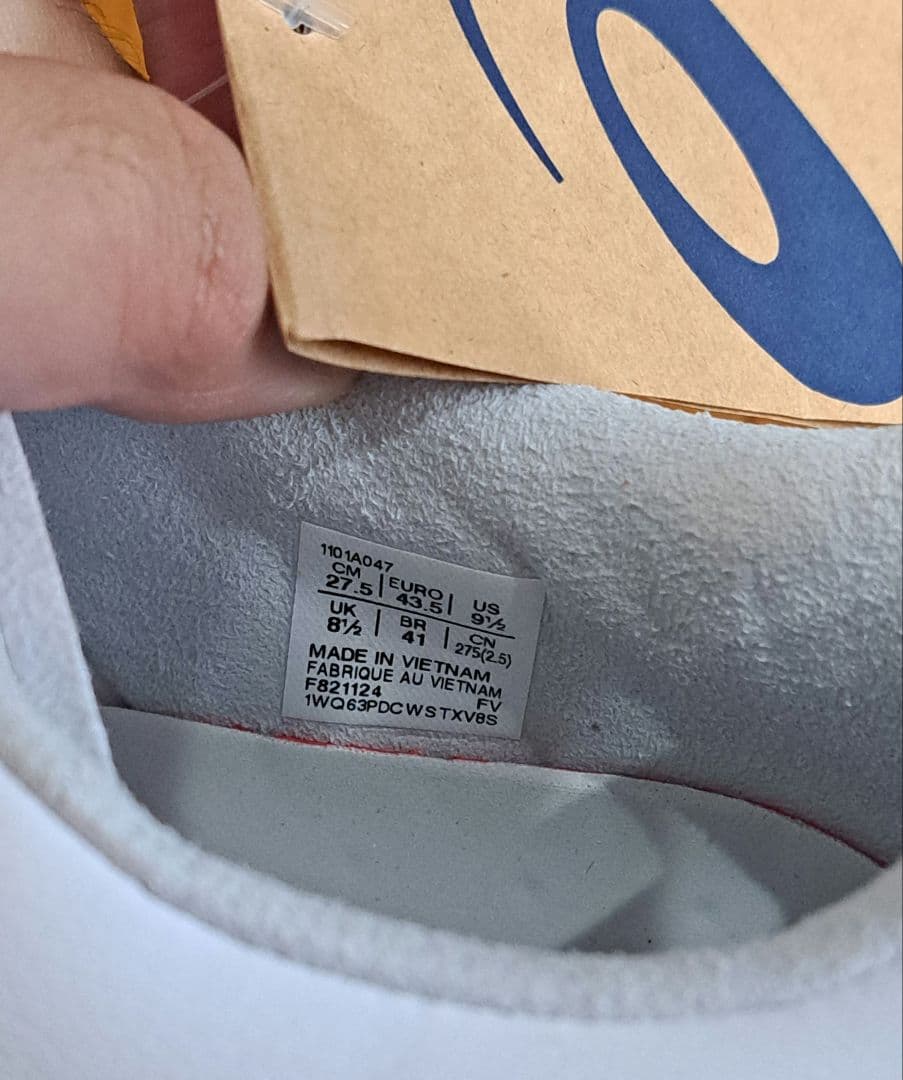 1101A047
CM | EURO | US
27.5 | 43.5 | 9½
UK | BR | CN
8½ | 41 | 275(2.5)
MADE IN VIETNAM
FABRIQUE AU VIETNAM
F821124 FV
1WQ63PDCWSTXV8S